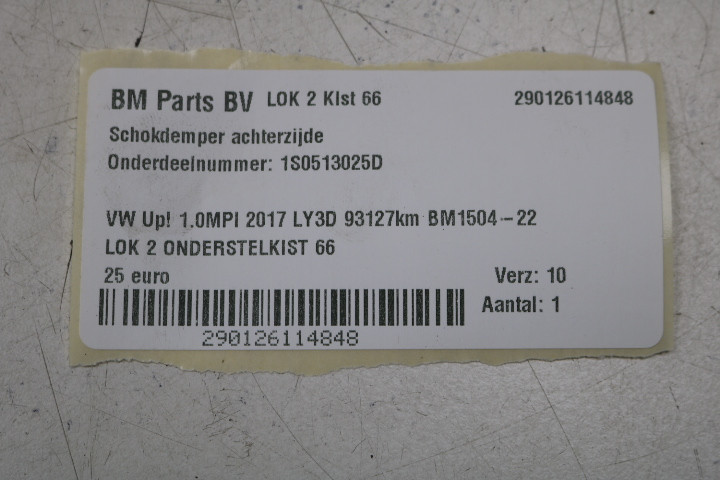 BM Parts BV LOK 2 Kist 66 290126114848
Schokdemper achterzijde
Onderdeelnummer: 1S0513025D
VW Up! 1.0MPI 2017 LY3D 93127km BM1504-22
LOK 2 ONDERSTELKIST 66
25 euro Verz: 10
Aantal: 1
290126114848